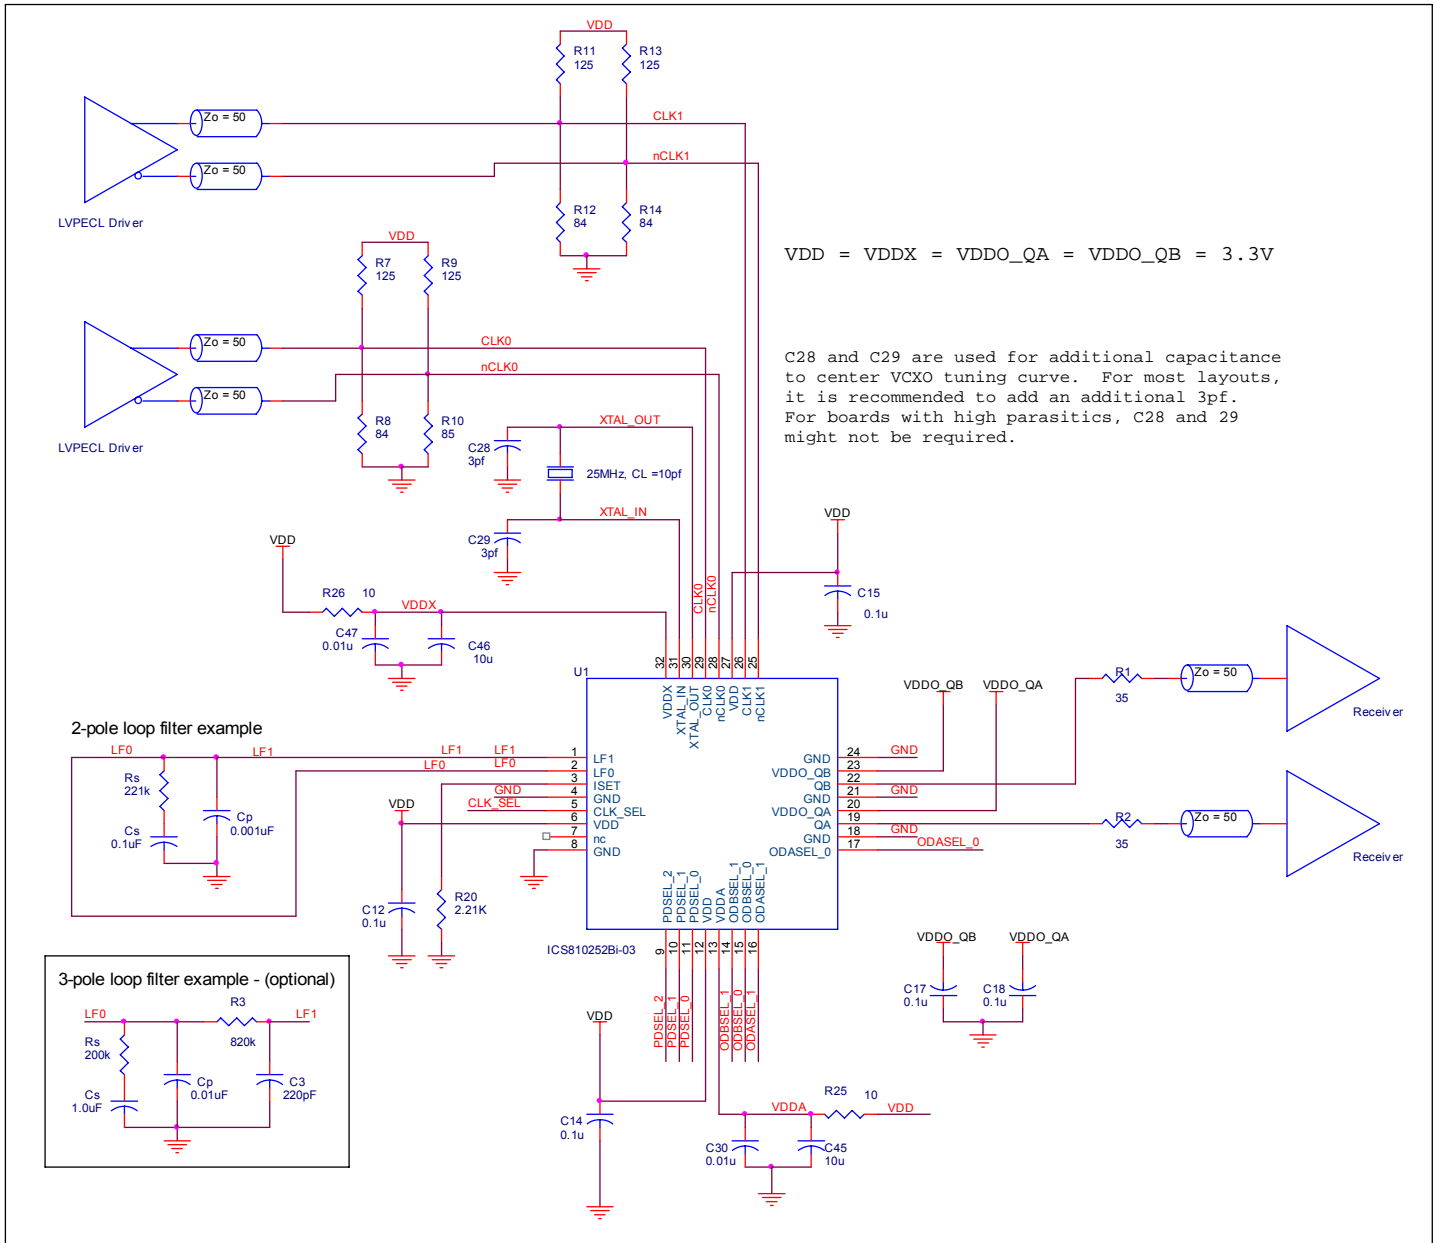 VDD
R11
125
R13
125
Zo = 50
CLK1
Zo = 50
nCLK1
R12
84
R14
84
LVPECL Driver
VDD
R7
125
R9
125
VDD = VDDX = VDDO_QA = VDDO_QB = 3.3V
Zo = 50
CLK0
nCLK0
Zo = 50
R8
84
R10
85
LVPECL Driver
C28 and C29 are used for additional capacitance
to center VCXO tuning curve.  For most layouts,
it is recommended to add an additional 3pf.
For boards with high parasitics, C28 and 29
might not be required.
XTAL_OUT
C28
3pf
25MHz, CL =10pf
XTAL_IN
C29
3pf
VDD
VDD
R26
10
VDDX
C47
0.01u
C46
10u
CLK0
nCLK0
C15
0.1u
32
31
30
29
28
27
26
25
U1
VDDX
XTAL_IN
XTAL_OUT
CLK0
nCLK0
VDD
CLK1
nCLK1
VDDO_QB
VDDO_QA
R1
35
Zo = 50
Receiver
2-pole loop filter example
LF0
LF1
LF1
LF1
LF0
LF0
Rs
221k
Cp
0.001uF
Cs
0.1uF
GND
CLK_SEL
VDD
1
2
3
4
5
6
7
8
LF1
LF0
ISET
GND
CLK_SEL
VDD
nc
GND
GND
VDDO_QB
QB
GND
VDDO_QA
QA
GND
ODASEL_0
24
23
22
21
20
19
18
17
GND
GND
GND
ODASEL_0
R2
35
Zo = 50
Receiver
C12
0.1u
R20
2.21K
PDSEL_2
PDSEL_1
PDSEL_0
VDD
VDDA
ODBSEL_1
ODBSEL_0
ODASEL_1
ICS810252Bi-03
9
10
11
12
13
14
15
16
PDSEL_2
PDSEL_1
PDSEL_0
ODBSEL_1
ODBSEL_0
ODASEL_1
VDDO_QB
VDDO_QA
C17
0.1u
C18
0.1u
3-pole loop filter example - (optional)
LF0
R3
820k
LF1
Rs
200k
Cs
1.0uF
Cp
0.01uF
C3
220pF
VDD
C14
0.1u
VDDA
R25
10
VDD
C30
0.01u
C45
10u